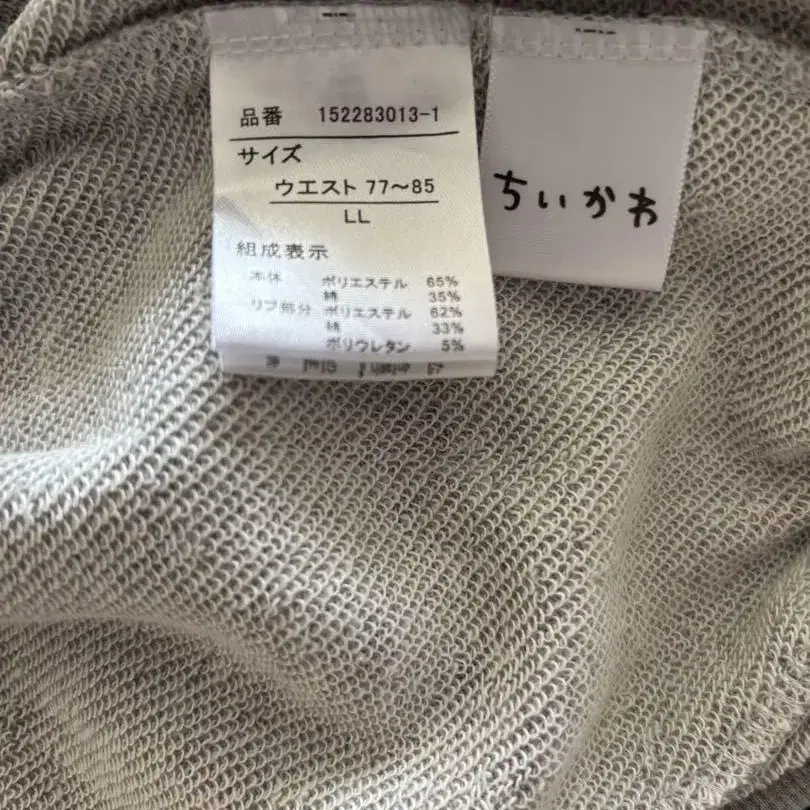 品番 152283013-1
サイズ
ウエスト 77～85
LL
組成表示
本体 ポリエステル 65%
綿 35%
リブ部分 ポリエステル 62%
綿 33%
ポリウレタン 5%
ちいかわ